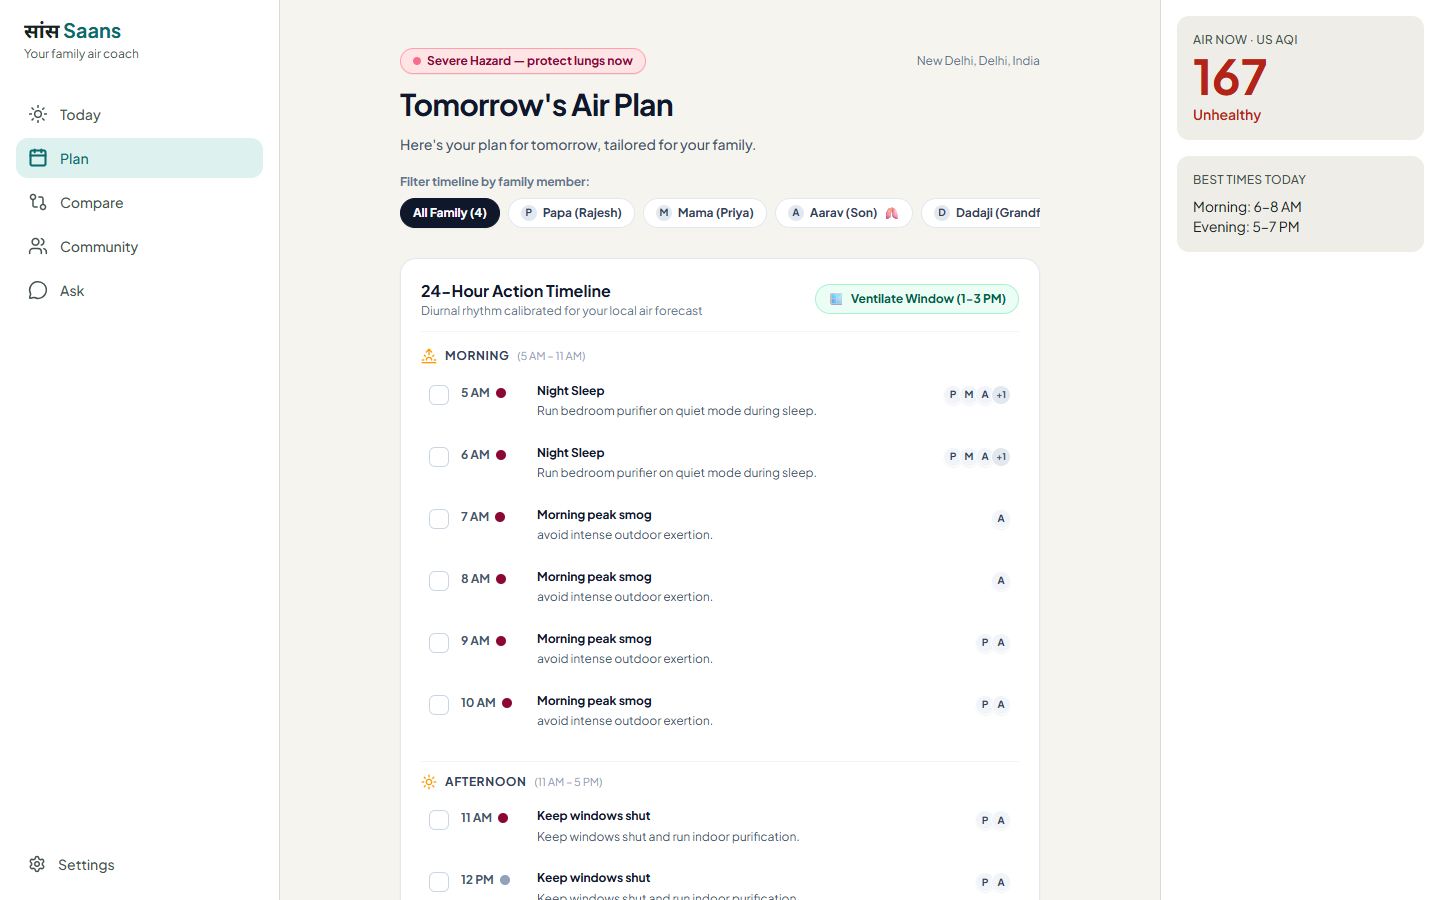 सांस Saans
Your family air coach
Today
Plan
Compare
Community
Ask
Settings
Severe Hazard — protect lungs now
New Delhi, Delhi, India
Tomorrow's Air Plan
Here's your plan for tomorrow, tailored for your family.
Filter timeline by family member:
All Family (4)
P Papa (Rajesh)
M Mama (Priya)
A Aarav (Son)
D Dadaji (Grandf
24-Hour Action Timeline
Diurnal rhythm calibrated for your local air forecast
Ventilate Window (1–3 PM)
MORNING (5 AM – 11 AM)
5 AM Night Sleep P M A +1
Run bedroom purifier on quiet mode during sleep.
6 AM Night Sleep P M A +1
Run bedroom purifier on quiet mode during sleep.
7 AM Morning peak smog A
avoid intense outdoor exertion.
8 AM Morning peak smog A
avoid intense outdoor exertion.
9 AM Morning peak smog P A
avoid intense outdoor exertion.
10 AM Morning peak smog P A
avoid intense outdoor exertion.
AFTERNOON (11 AM – 5 PM)
11 AM Keep windows shut P A
Keep windows shut and run indoor purification.
12 PM Keep windows shut P A
Keep windows shut and run indoor purification.
AIR NOW · US AQI
167
Unhealthy
BEST TIMES TODAY
Morning: 6–8 AM
Evening: 5–7 PM